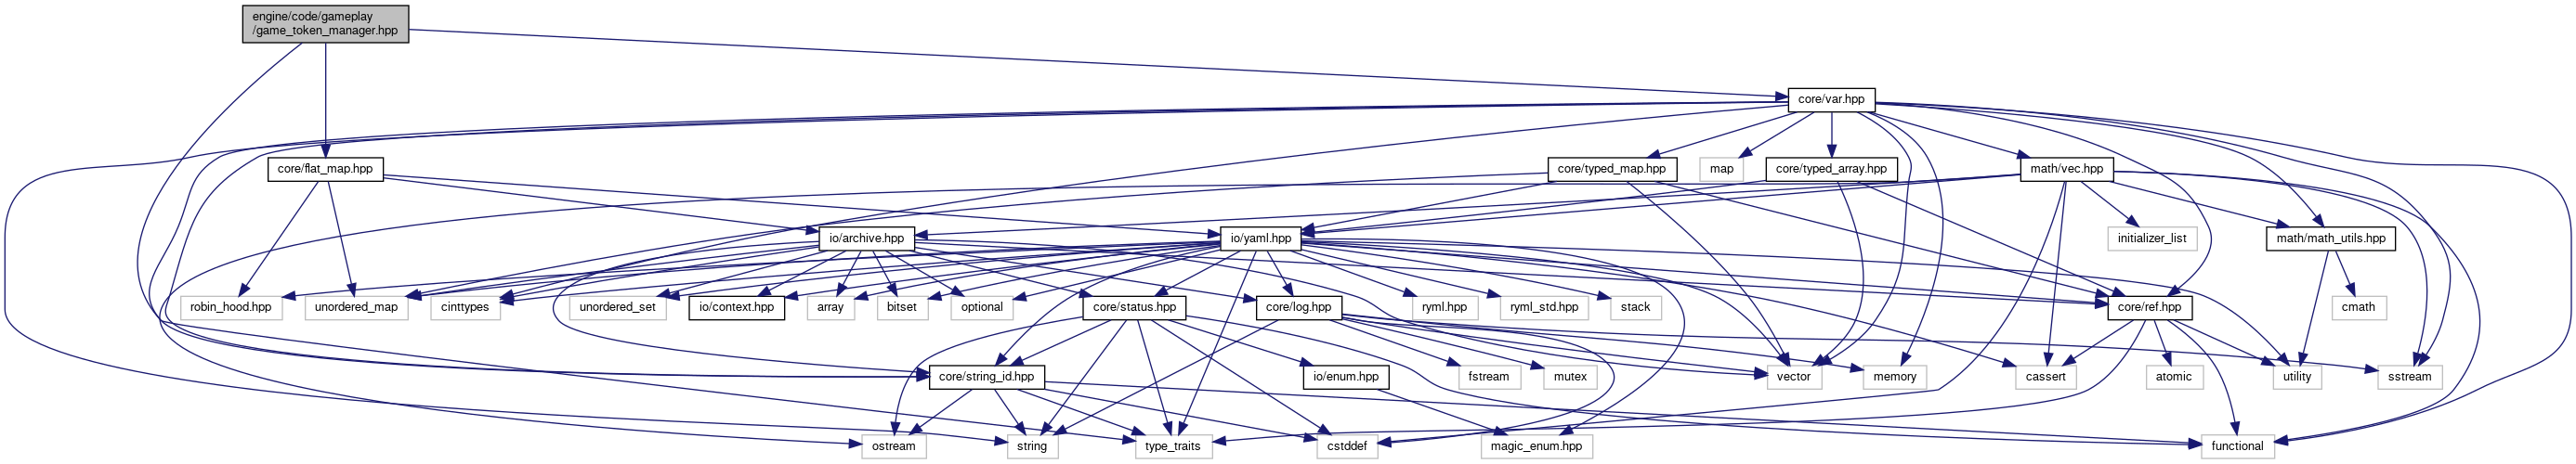 engine/code/gameplay
/game_token_manager.hpp
core/var.hpp
core/flat_map.hpp
core/typed_map.hpp
map
core/typed_array.hpp
math/vec.hpp
io/archive.hpp
io/yaml.hpp
initializer_list
math/math_utils.hpp
robin_hood.hpp
unordered_map
cinttypes
unordered_set
io/context.hpp
array
bitset
optional
core/status.hpp
core/log.hpp
ryml.hpp
ryml_std.hpp
stack
core/ref.hpp
cmath
core/string_id.hpp
io/enum.hpp
fstream
mutex
vector
memory
cassert
atomic
utility
sstream
ostream
string
type_traits
cstddef
magic_enum.hpp
functional